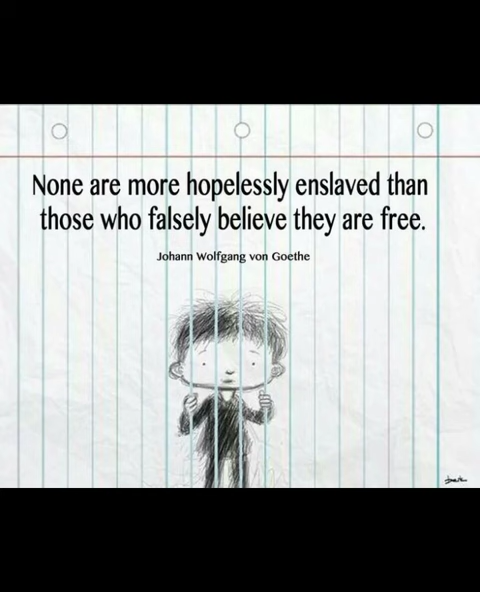 None are more hopelessly enslaved than
those who falsely believe they are free.
Johann Wolfgang von Goethe